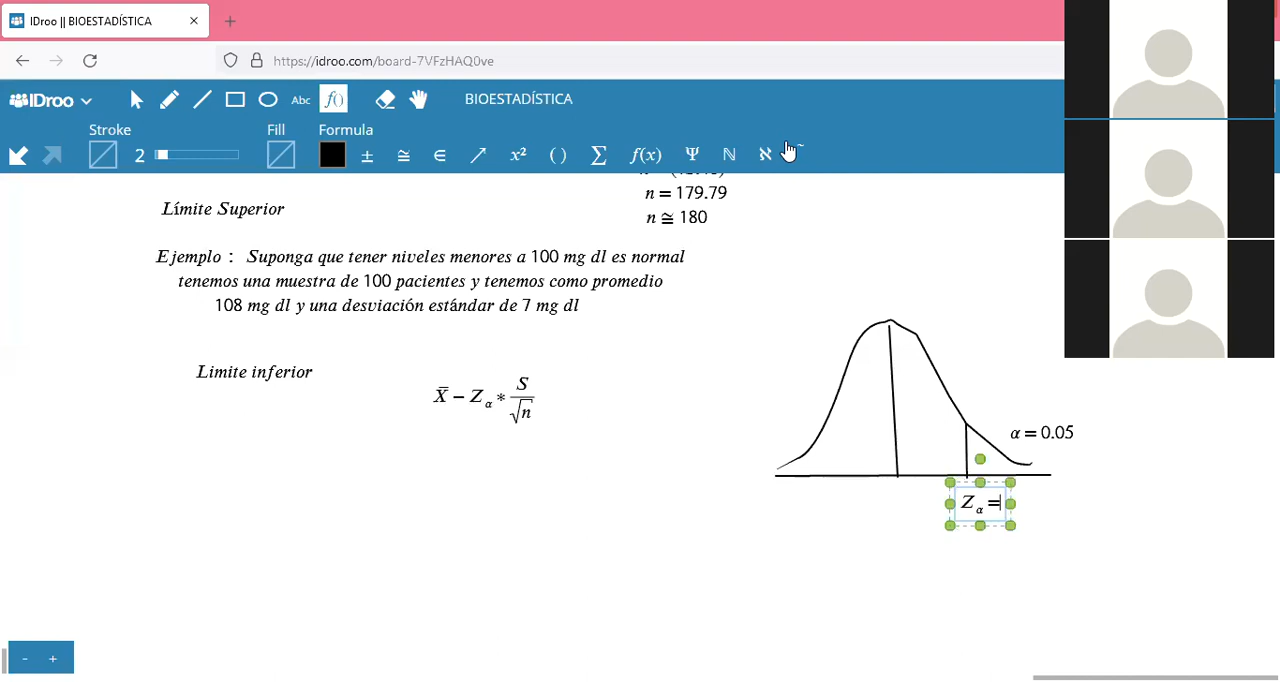 IDroo || BIOESTADÍSTICA
https://idroo.com/board-7VFzHAQ0ve
IDroo
Abc
f()
BIOESTADÍSTICA
Stroke
Fill
Formula
2
± ≅ ∈ x² ( ) ∑ f(x) Ψ ℕ ℵ
n = 179.79
Límite Superior
n ≅ 180
Ejemplo : Suponga que tener niveles menores a 100 mg dl es normal
tenemos una muestra de 100 pacientes y tenemos como promedio
108 mg dl y una desviación estándar de 7 mg dl
Limite inferior
X̄ − Z_α * S/√n
α = 0.05
Z_α =
- +